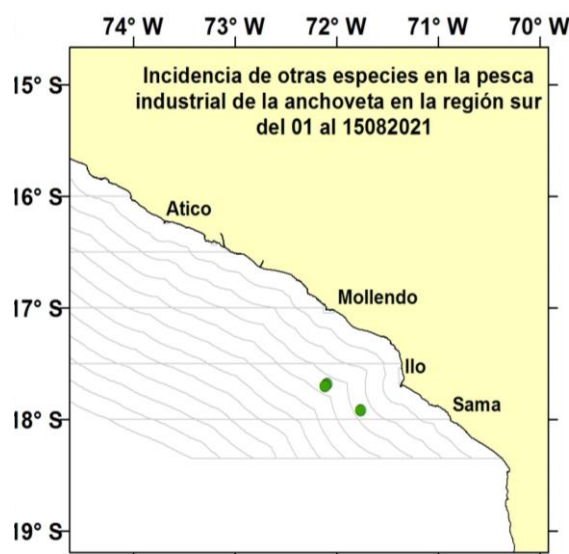 74° W 73° W 72° W 71° W 70° W
Incidencia de otras especies en la pesca
industrial de la anchoveta en la región sur
del 01 al 15082021
15° S
16° S
Atico
17° S
Mollendo
Ilo
18° S
Sama
19° S